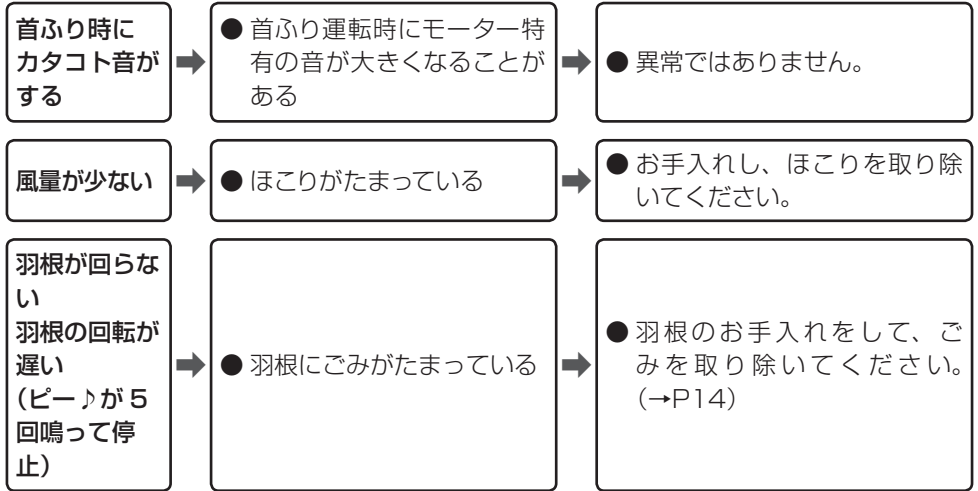 首ふり時に
カタコト音が
する
● 首ふり運転時にモーター特
有の音が大きくなることが
ある
● 異常ではありません。
風量が少ない
● ほこりがたまっている
● お手入れし、ほこりを取り除
いてください。
羽根が回らな
い
羽根の回転が
遅い
（ピー♪が 5
回鳴って停
止）
● 羽根にごみがたまっている
● 羽根のお手入れをして、ご
みを取り除いてください。
（→P14）